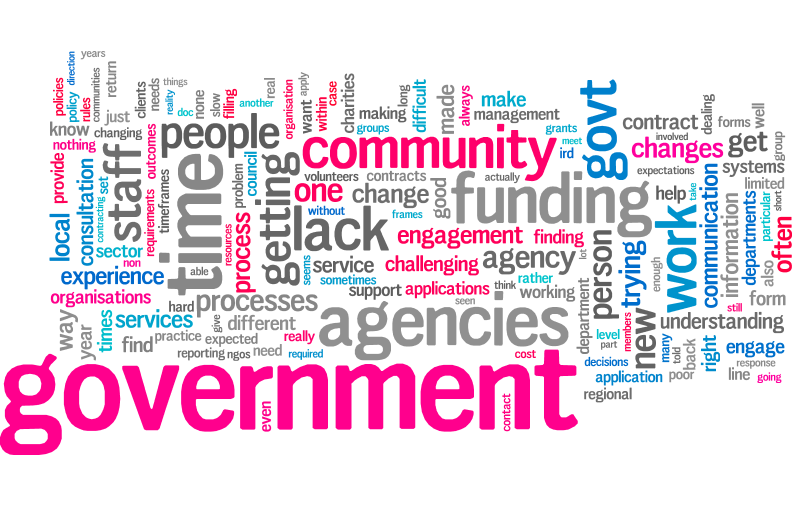 years
direction
policies
policy
rules
communities
return
clients
needs
things
reality
doc
none
slow
filling
another
real
organisation
want
apply
within
case
charities
making
groups
long
difficult
made
always
make
management
grants
meet
ird
govt
contract
involved
dealing
forms
well
group
know
nothing
just
changing
provide
local
consultation
contracting
set
staff
outcomes
requirements
timeframes
people
time
able
resources
process
problem
council
getting
community
volunteers
one
without
contracts
change
frames
actually
good
funding
changes
get
expectations
systems
help
take
limited
short
particular
often
also
departments
information
communication
work
enough
lack
engagement
finding
sector
non
experience
organisations
seems
service
sometimes
challenging
agency
rather
lot
person
trying
support
applications
think
working
seen
hard
processes
way
year
times
services
give
different
find
practice
expected
really
reporting
ngos
need
required
agencies
cost
department
level
part
members
new
understanding
still
form
many
told
back
right
engage
response
decisions
application
poor
line
going
regional
government
even
contact